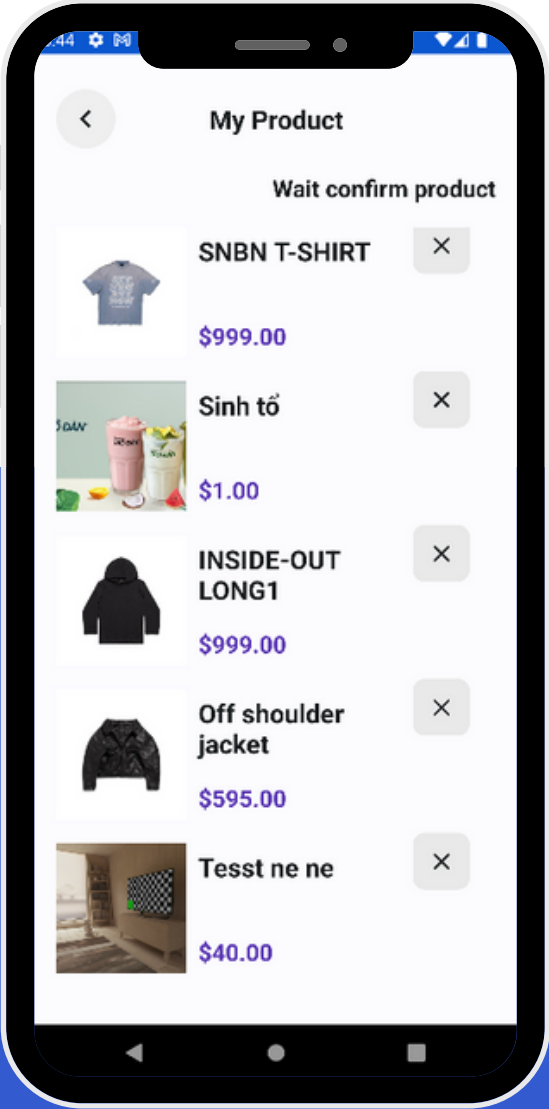 :44
My Product
Wait confirm product
SNBN T-SHIRT
$999.00
Sinh tố
$1.00
INSIDE-OUT
LONG1
$999.00
Off shoulder
jacket
$595.00
Tesst ne ne
$40.00